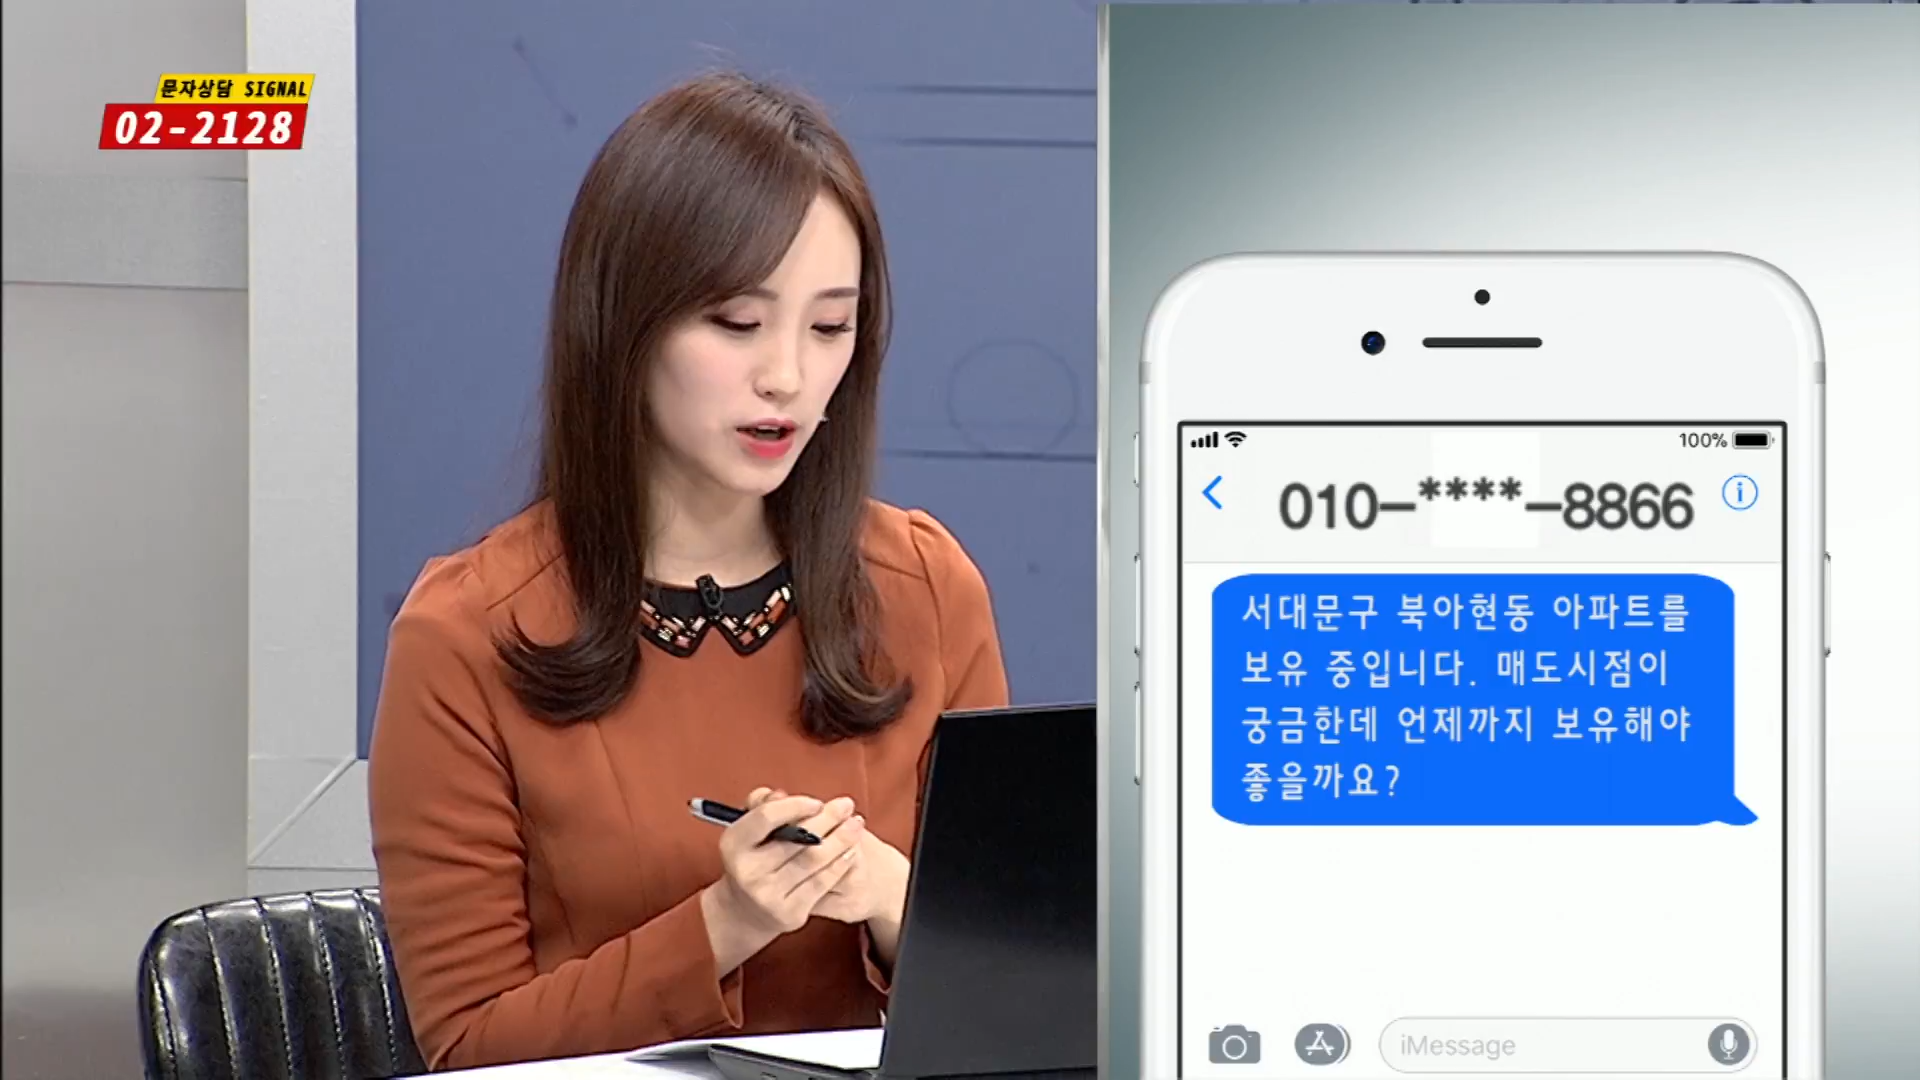 문자상담 SIGNAL
02-2128
100%
010-****-8866
서대문구 북아현동 아파트를
보유 중입니다. 매도시점이
궁금한데 언제까지 보유해야
좋을까요?
iMessage